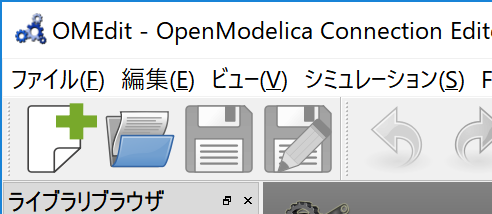 OMEdit - OpenModelica Connection Edit
ファイル(F) 編集(E) ビュー(V) シミュレーション(S) F
ライブラリブラウザ